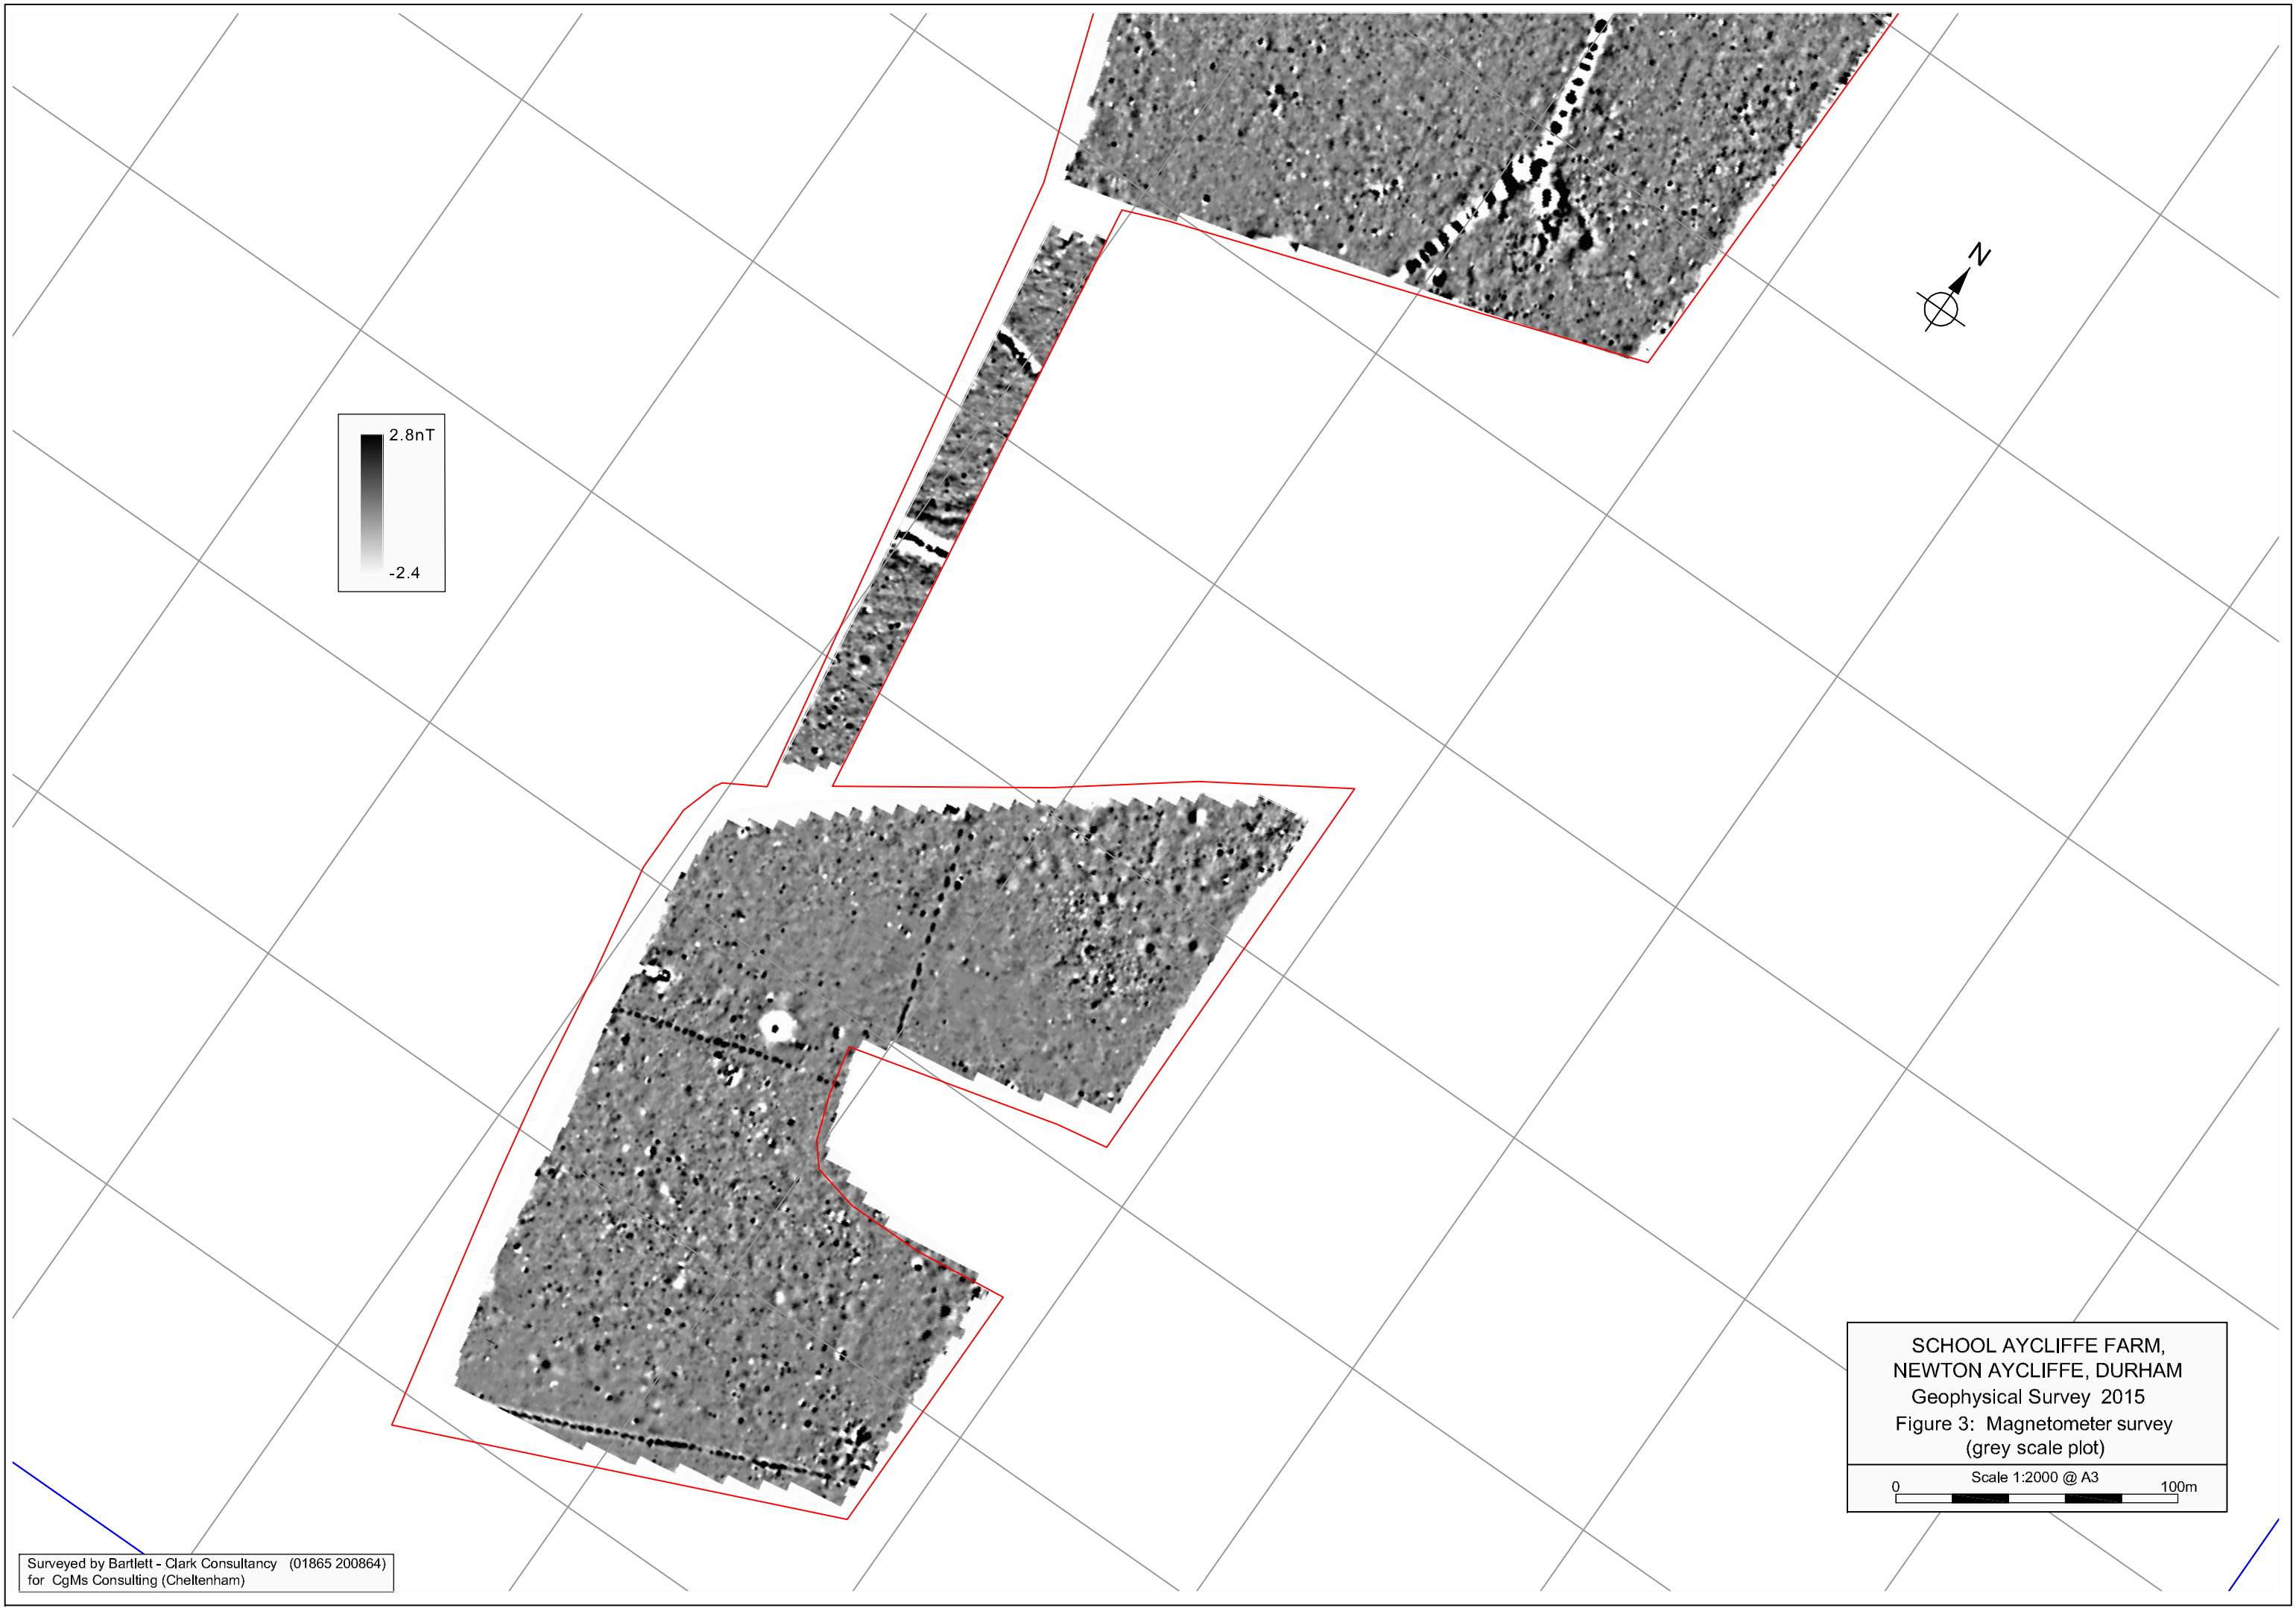 N
2.8nT
-2.4
SCHOOL AYCLIFFE FARM,
NEWTON AYCLIFFE, DURHAM
Geophysical Survey 2015
Figure 3: Magnetometer survey
(grey scale plot)
Scale 1:2000 @ A3
0 100m
Surveyed by Bartlett - Clark Consultancy (01865 200864)
for CgMs Consulting (Cheltenham)